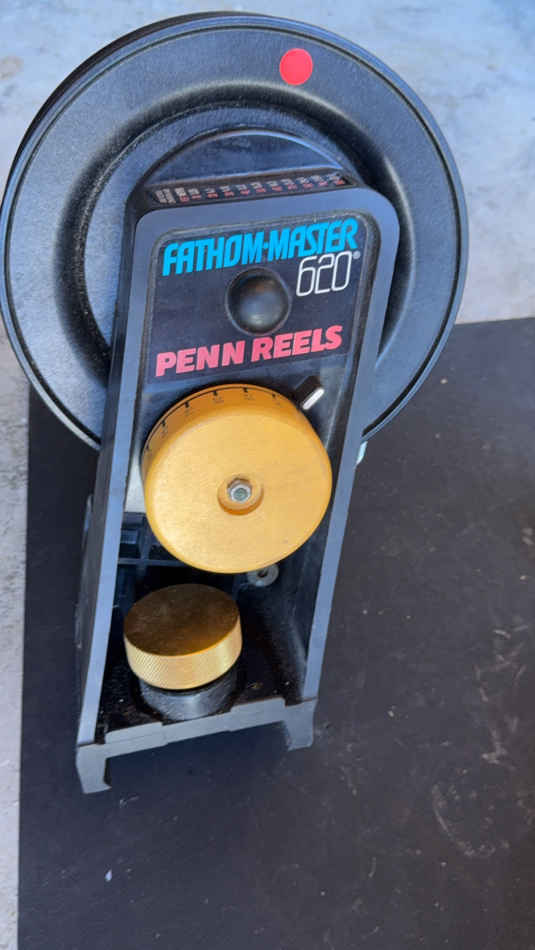 FATHOM-MASTER
620®
PENN REELS